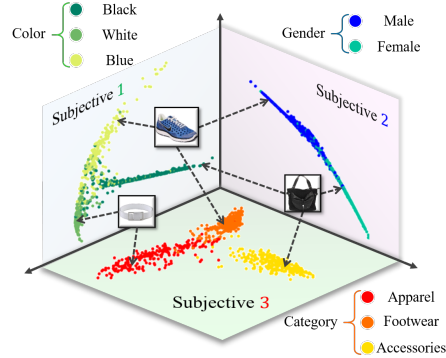 Color
Black
White
Blue
Gender
Male
Female
Subjective 1
Subjective 2
Subjective 3
Category
Apparel
Footwear
Accessories